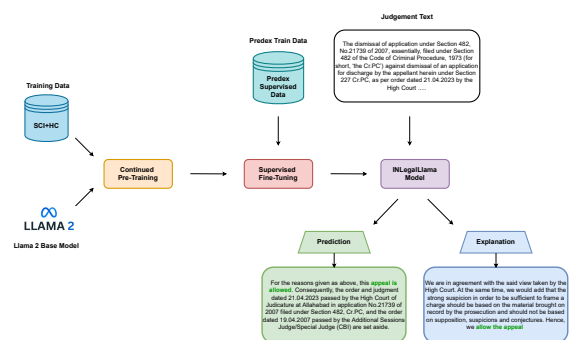 Judgement Text
The dismissal of application under Section 482,
No.21739 of 2007, essentially, filed under Section
482 of the Code of Criminal Procedure, 1973 (for
short, 'the Cr.PC') against dismissal of an application
for discharge by the appellant herein under Section
227 Cr.PC, as per order dated 21.04.2023 by the
High Court .....
Predex Train Data
Predex
Supervised
Data
Training Data
SCI+HC
Continued
Pre-Training
Supervised
Fine-Tuning
INLegalLlama
Model
LLAMA 2
Llama 2 Base Model
Prediction
Explanation
For the reasons given as above, this appeal is
allowed. Consequently, the order and judgment
dated 21.04.2023 passed by the High Court of
Judicature at Allahabad in application No.21739 of
2007 filed under Section 482, Cr.PC, and the order
dated 19.04.2007 passed by the Additional Sessions
Judge/Special Judge (CBI) are set aside.
We are in agreement with the said view taken by the
High Court. At the same time, we would add that the
strong suspicion in order to be sufficient to frame a
charge should be based on the material brought on
record by the prosecution and should not be based
on supposition, suspicions and conjectures. Hence,
we allow the appeal